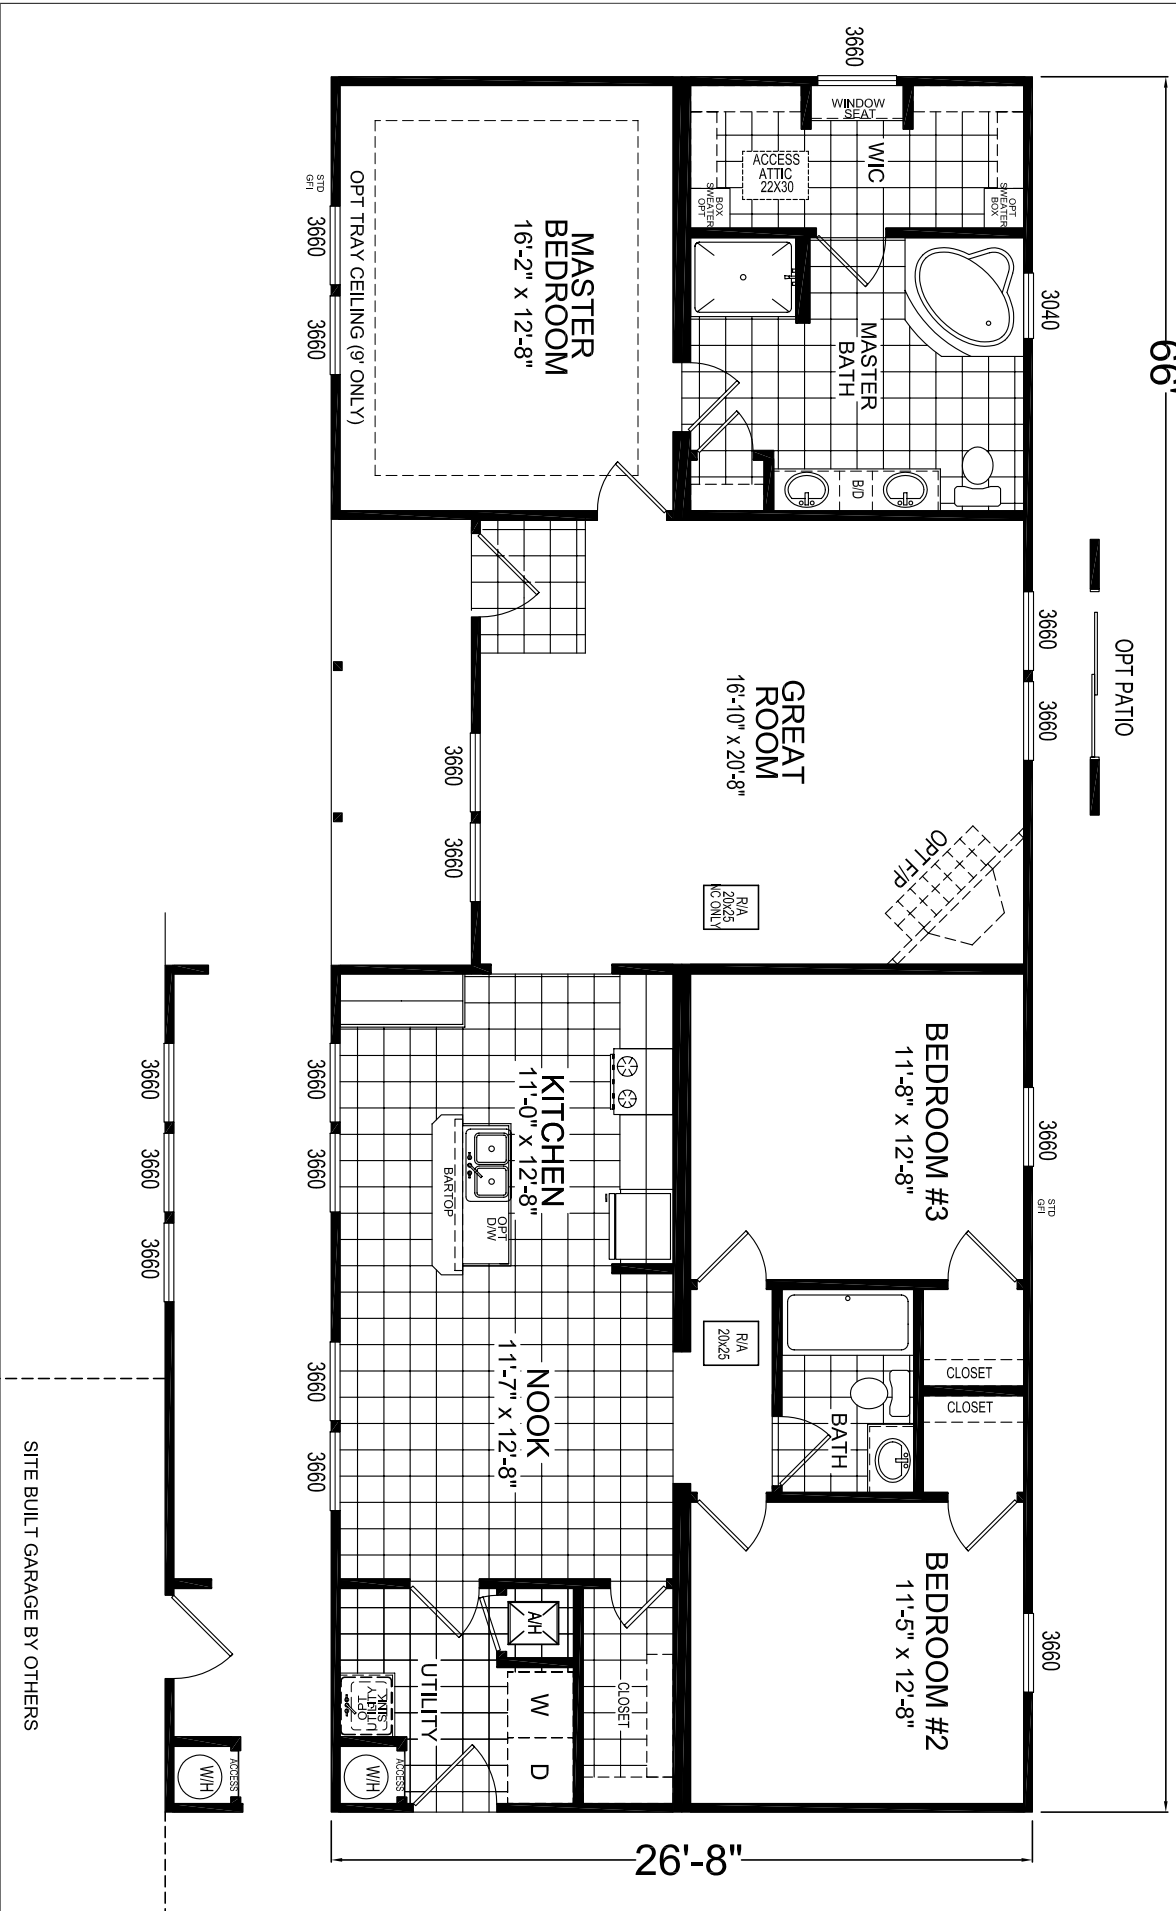 66'
3660
WINDOW
SEAT
WIC
ACCESS
ATTIC
22X30
OPT
SWEATER
BOX
OPT
SWEATER
BOX
3040
MASTER
BATH
B/D
MASTER
BEDROOM
16'-2" x 12'-8"
OPT TRAY CEILING (9' ONLY)
STD
GFI
3660
3660
OPT PATIO
3660
3660
GREAT
ROOM
16'-10" x 20'-8"
OPT F/P
R/A
20x25
NC ONLY
3660
3660
BEDROOM #3
11'-8" x 12'-8"
3660
STD
GFI
CLOSET
CLOSET
BATH
R/A
20x25
KITCHEN
11'-0" x 12'-8"
OPT
D/W
BARTOP
3660
3660
NOOK
11'-7" x 12'-8"
3660
3660
BEDROOM #2
11'-5" x 12'-8"
3660
CLOSET
A/H
W
D
UTILITY
OPT
UTILITY
SINK
W/H
ACCESS
26'-8"
3660
3660
3660
W/H
ACCESS
SITE BUILT GARAGE BY OTHERS